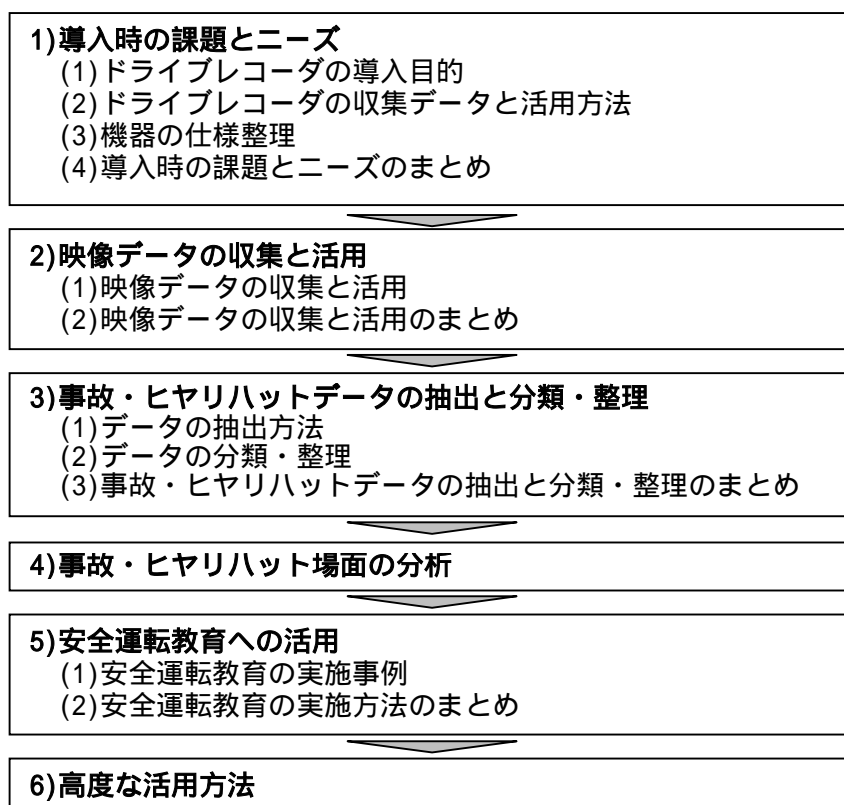 1)導入時の課題とニーズ
(1)ドライブレコーダの導入目的
(2)ドライブレコーダの収集データと活用方法
(3)機器の仕様整理
(4)導入時の課題とニーズのまとめ
2)映像データの収集と活用
(1)映像データの収集と活用
(2)映像データの収集と活用のまとめ
3)事故・ヒヤリハットデータの抽出と分類・整理
(1)データの抽出方法
(2)データの分類・整理
(3)事故・ヒヤリハットデータの抽出と分類・整理のまとめ
4)事故・ヒヤリハット場面の分析
5)安全運転教育への活用
(1)安全運転教育の実施事例
(2)安全運転教育の実施方法のまとめ
6)高度な活用方法